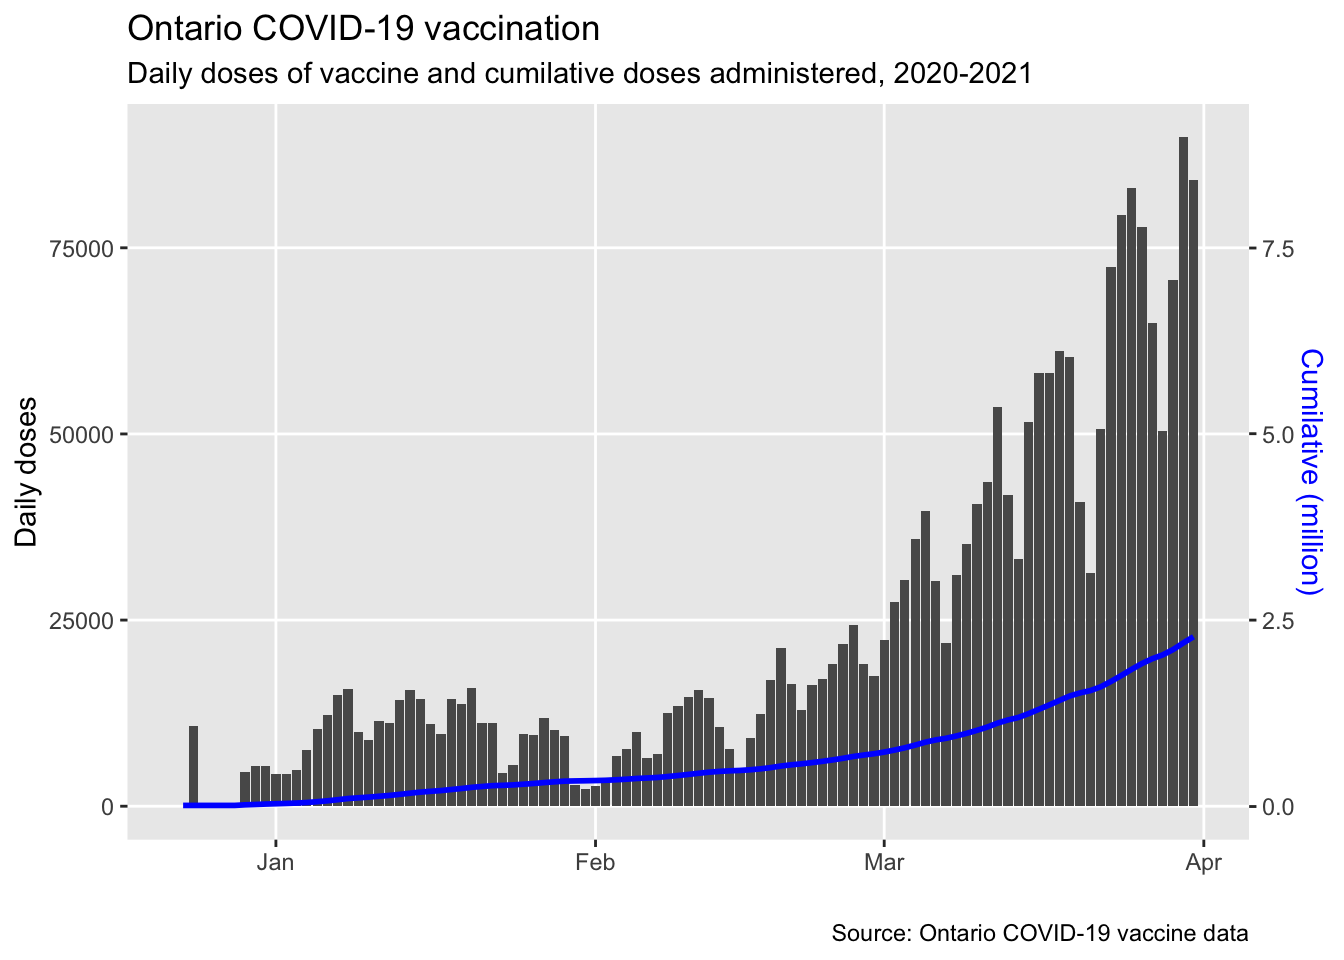 Ontario COVID-19 vaccination
Daily doses of vaccine and cumilative doses administered, 2020-2021
Daily doses
75000
50000
25000
0
7.5
5.0
2.5
0.0
Cumilative (million)
Jan Feb Mar Apr
Source: Ontario COVID-19 vaccine data